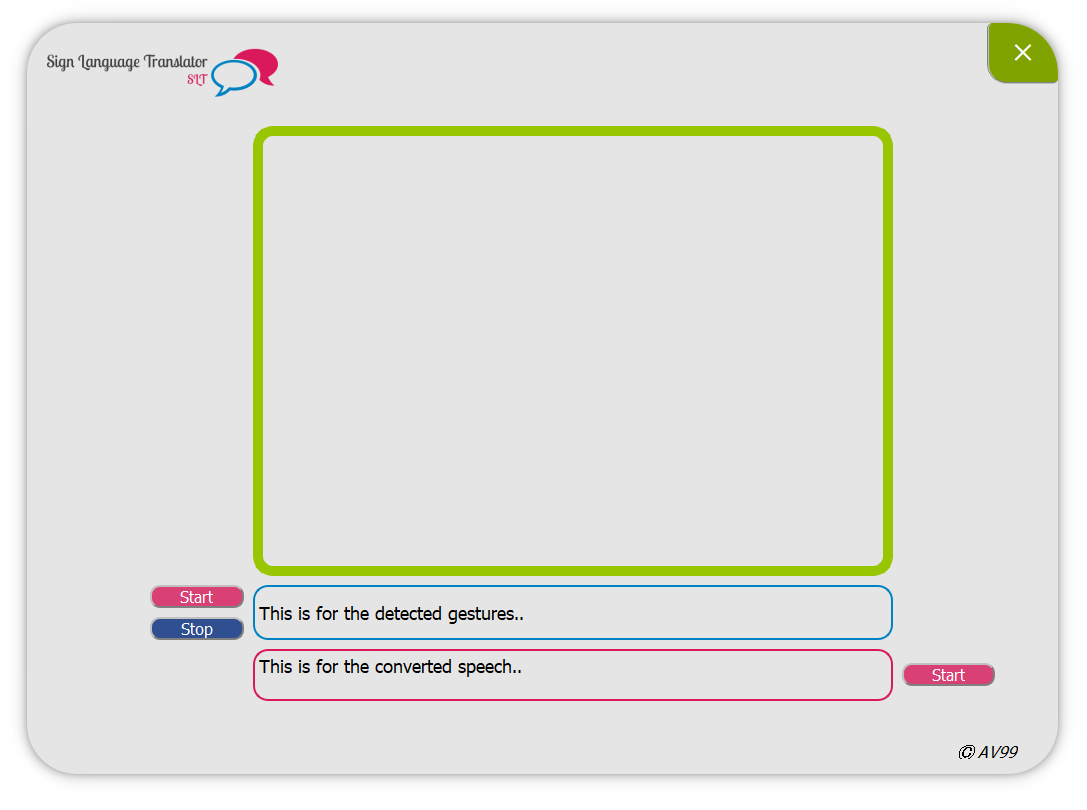 Sign Language Translator
SLT
Start
This is for the detected gestures..
Stop
This is for the converted speech..
Start
© AV99